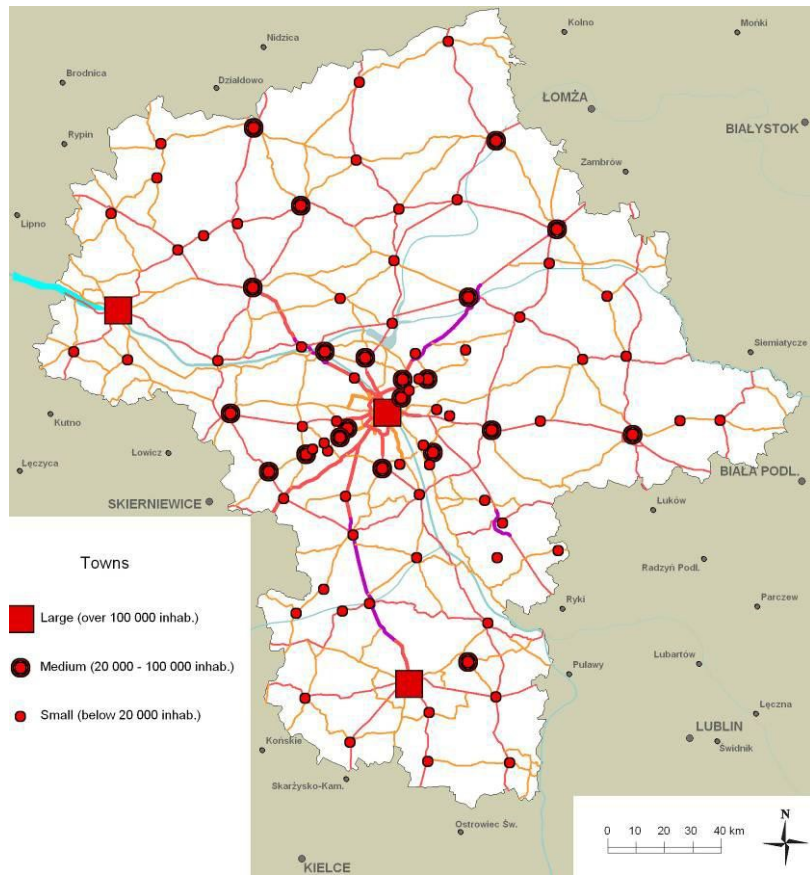 Kolno
Mońki
Nidzica
Brodnica
Działdowo
ŁOMŻA
BIAŁYSTOK
Rypin
Zambrów
Lipno
Siemiatycze
Kutno
Lowicz
Łęczyca
BIAŁA PODL.
SKIERNIEWICE
Luków
Towns
Radzyń Podl.
Large (over 100 000 inhab.)
Ryki
Parczew
Medium (20 000 - 100 000 inhab.)
Puławy
Lubartów
Small (below 20 000 inhab.)
Łęczna
LUBLIN
Świdnik
Końskie
Skarżysko-Kam.
Ostrowiec Św.
KIELCE
N
0 10 20 30 40 km